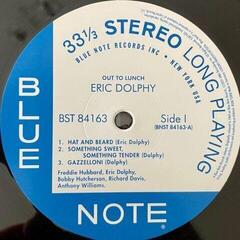 33 1/3 STEREO LONG PLAYING
BLUE NOTE RECORDS INC • NEW YORK USA
OUT TO LUNCH
ERIC DOLPHY
BST 84163 Side I
(BNST 84163-A)
1. HAT AND BEARD (Eric Dolphy)
2. SOMETHING SWEET,
SOMETHING TENDER (Dolphy)
3. GAZZELLONI (Dolphy)
Freddie Hubbard, Eric Dolphy,
Bobby Hutcherson, Richard Davis,
Anthony Williams.
BLUE
NOTE®